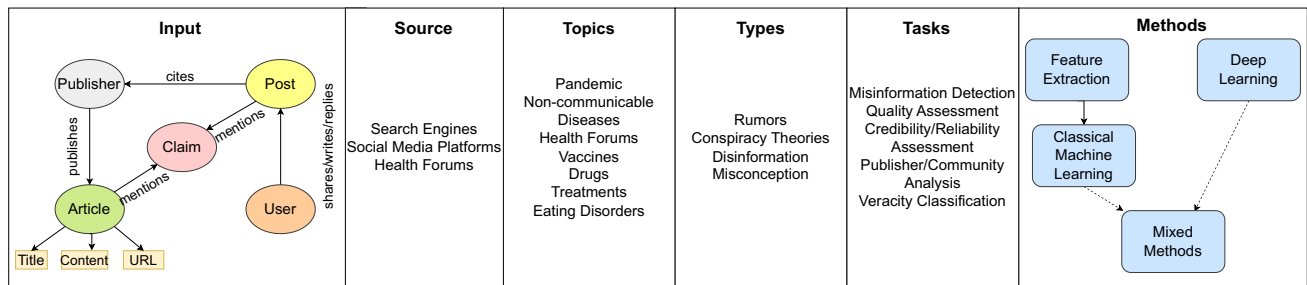 Input
Publisher
cites
Post
publishes
mentions
Claim
shares/writes/replies
mentions
Article
User
Title
Content
URL
Source
Search Engines
Social Media Platforms
Health Forums
Topics
Pandemic
Non-communicable
Diseases
Health Forums
Vaccines
Drugs
Treatments
Eating Disorders
Types
Rumors
Conspiracy Theories
Disinformation
Misconception
Tasks
Misinformation Detection
Quality Assessment
Credibility/Reliability
Assessment
Publisher/Community
Analysis
Veracity Classification
Methods
Feature
Extraction
Deep
Learning
Classical
Machine
Learning
Mixed
Methods